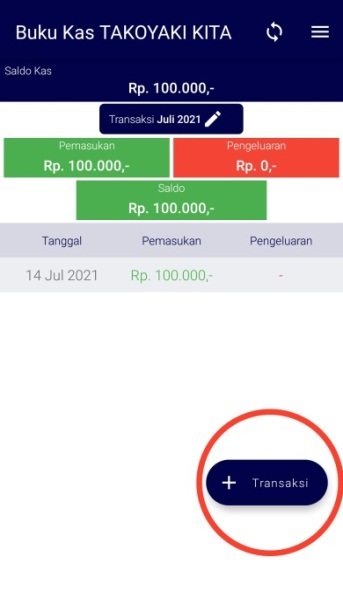 Buku Kas TAKOYAKI KITA
Saldo Kas
Rp. 100.000,-
Transaksi Juli 2021
Pemasukan Pengeluaran
Rp. 100.000,- Rp. 0,-
Saldo
Rp. 100.000,-
Tanggal Pemasukan Pengeluaran
14 Jul 2021 Rp. 100.000,- -
+ Transaksi